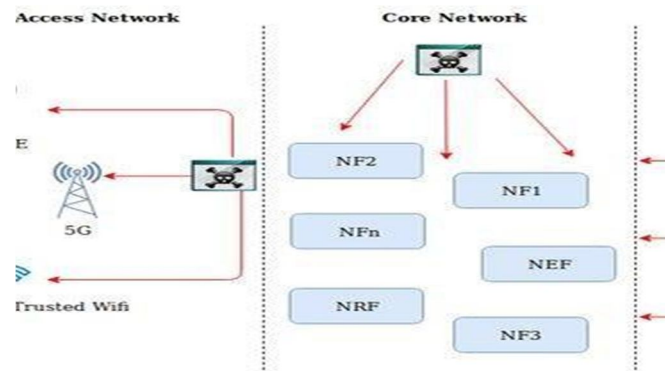 Access Network
Core Network
E
5G
Trusted Wifi
NF2
NF1
NFn
NEF
NRF
NF3